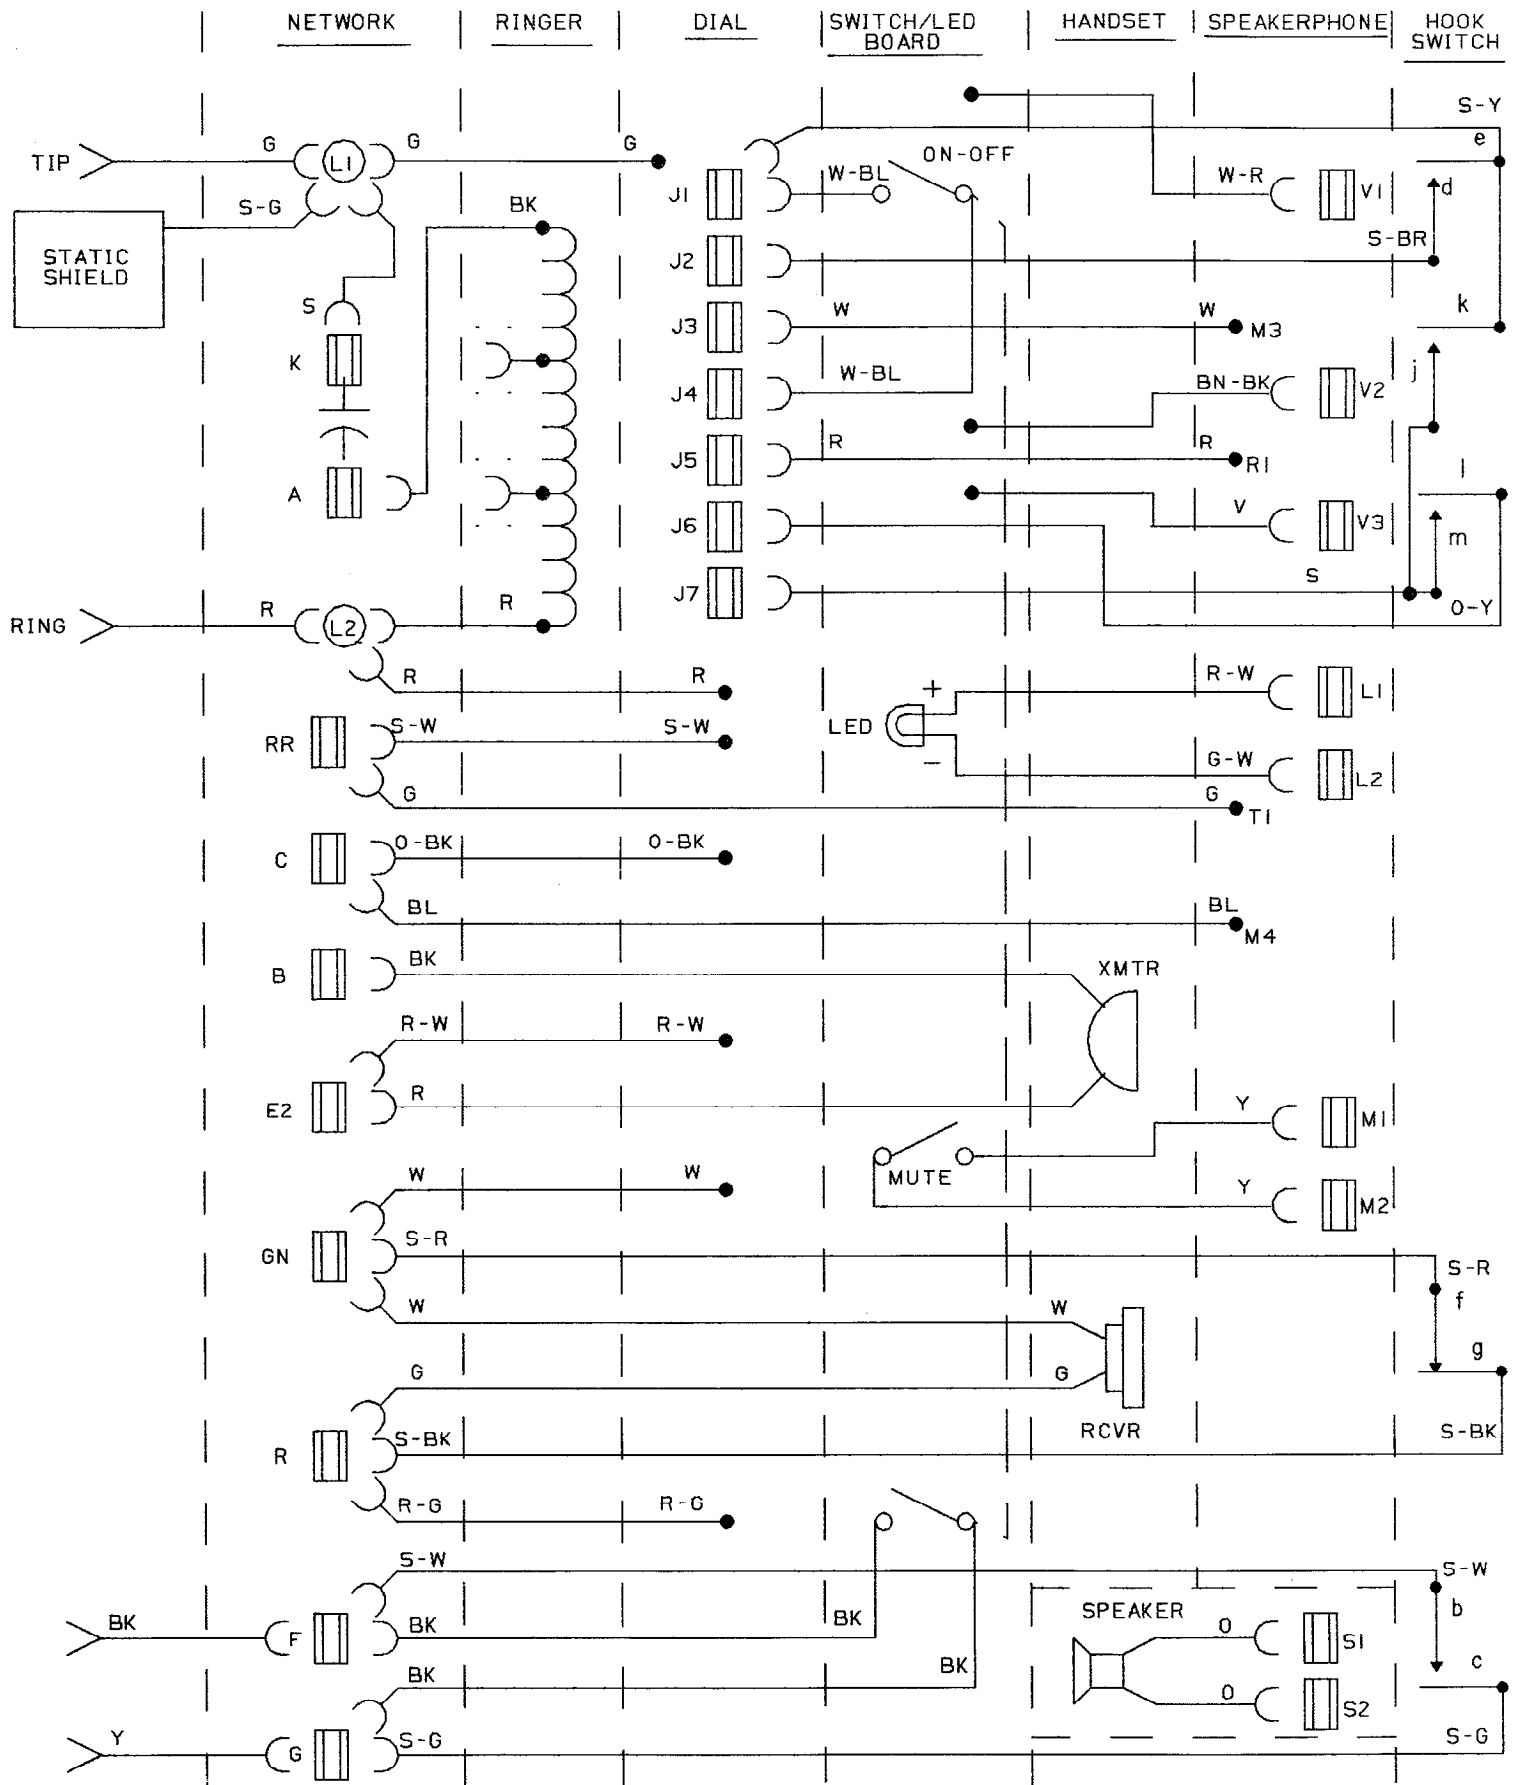 NETWORK
RINGER
DIAL
SWITCH/LED
BOARD
HANDSET
SPEAKERPHONE
HOOK
SWITCH
S-Y
e
TIP
G
L1
G
G
ON-OFF
J1
W-BL
W-R
V1
d
S-G
BK
S-BR
STATIC
SHIELD
J2
S
k
J3
W
W
M3
K
j
J4
W-BL
BN-BK
V2
R
R
J5
R1
l
A
J6
V
V3
m
J7
S
R
R
O-Y
RING
L2
R
R
R-W
L1
+
LED
-
RR
S-W
S-W
G-W
L2
G
G
T1
C
O-BK
O-BK
BL
BL
M4
B
BK
XMTR
R-W
R-W
E2
R
Y
M1
MUTE
W
W
Y
M2
GN
S-R
S-R
f
W
W
g
G
G
RCVR
R
S-BK
S-BK
R-G
R-G
S-W
S-W
b
SPEAKER
BK
F
BK
BK
O
S1
BK
BK
c
O
S2
Y
G
S-G
S-G